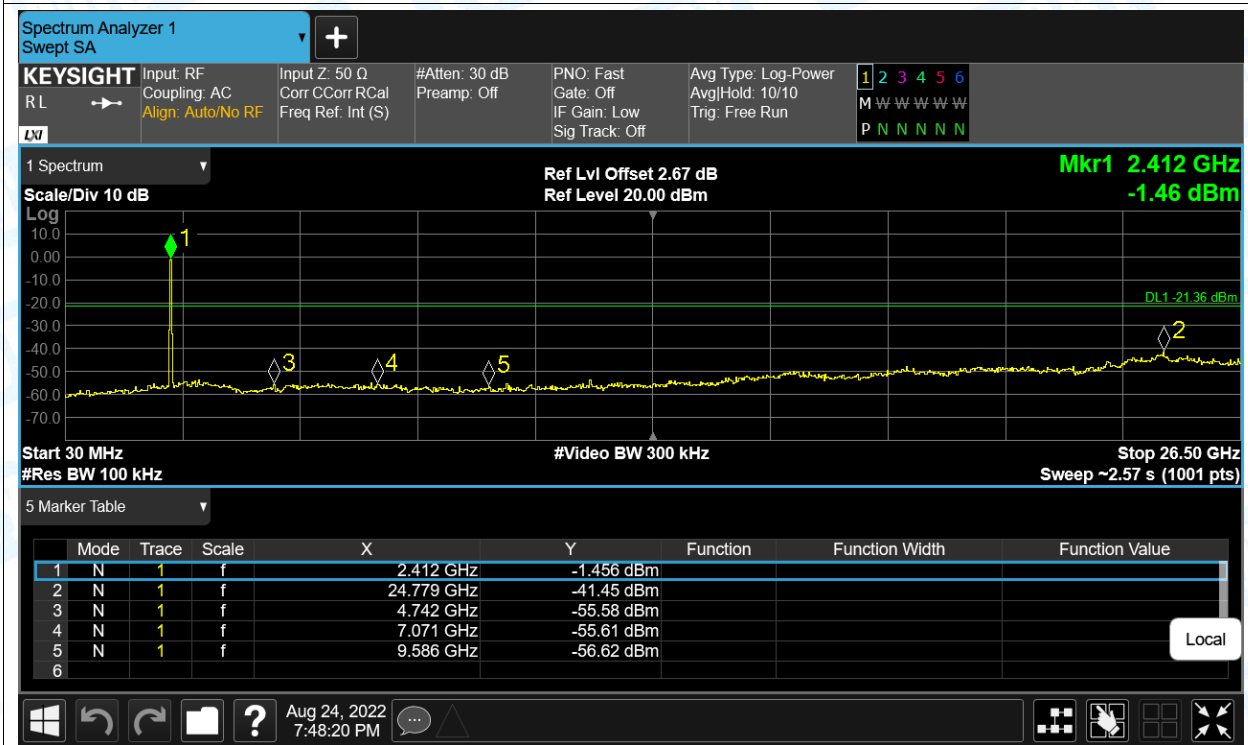 Spectrum Analyzer 1
Swept SA
KEYSIGHT
R L
LXI
Input: RF
Coupling: AC
Align: Auto/No RF
Input Z: 50 Ω
Corr CCorr RCal
Freq Ref: Int (S)
#Atten: 30 dB
Preamp: Off
PNO: Fast
Gate: Off
IF Gain: Low
Sig Track: Off
Avg Type: Log-Power
Avg|Hold: 10/10
Trig: Free Run
1 2 3 4 5 6
M W W W W W
P N N N N N
1 Spectrum
Scale/Div 10 dB
Ref Lvl Offset 2.67 dB
Ref Level 20.00 dBm
Mkr1 2.412 GHz
-1.46 dBm
Log
10.0
0.00
-10.0
-20.0
-30.0
-40.0
-50.0
-60.0
-70.0
1
DL1 -21.36 dBm
2
3
4
5
Start 30 MHz
#Video BW 300 kHz
Stop 26.50 GHz
#Res BW 100 kHz
Sweep ~2.57 s (1001 pts)
5 Marker Table
Mode Trace Scale X Y Function Function Width Function Value
1 N 1 f 2.412 GHz -1.456 dBm
2 N 1 f 24.779 GHz -41.45 dBm
3 N 1 f 4.742 GHz -55.58 dBm
4 N 1 f 7.071 GHz -55.61 dBm
5 N 1 f 9.586 GHz -56.62 dBm
6
Local
?
Aug 24, 2022
7:48:20 PM